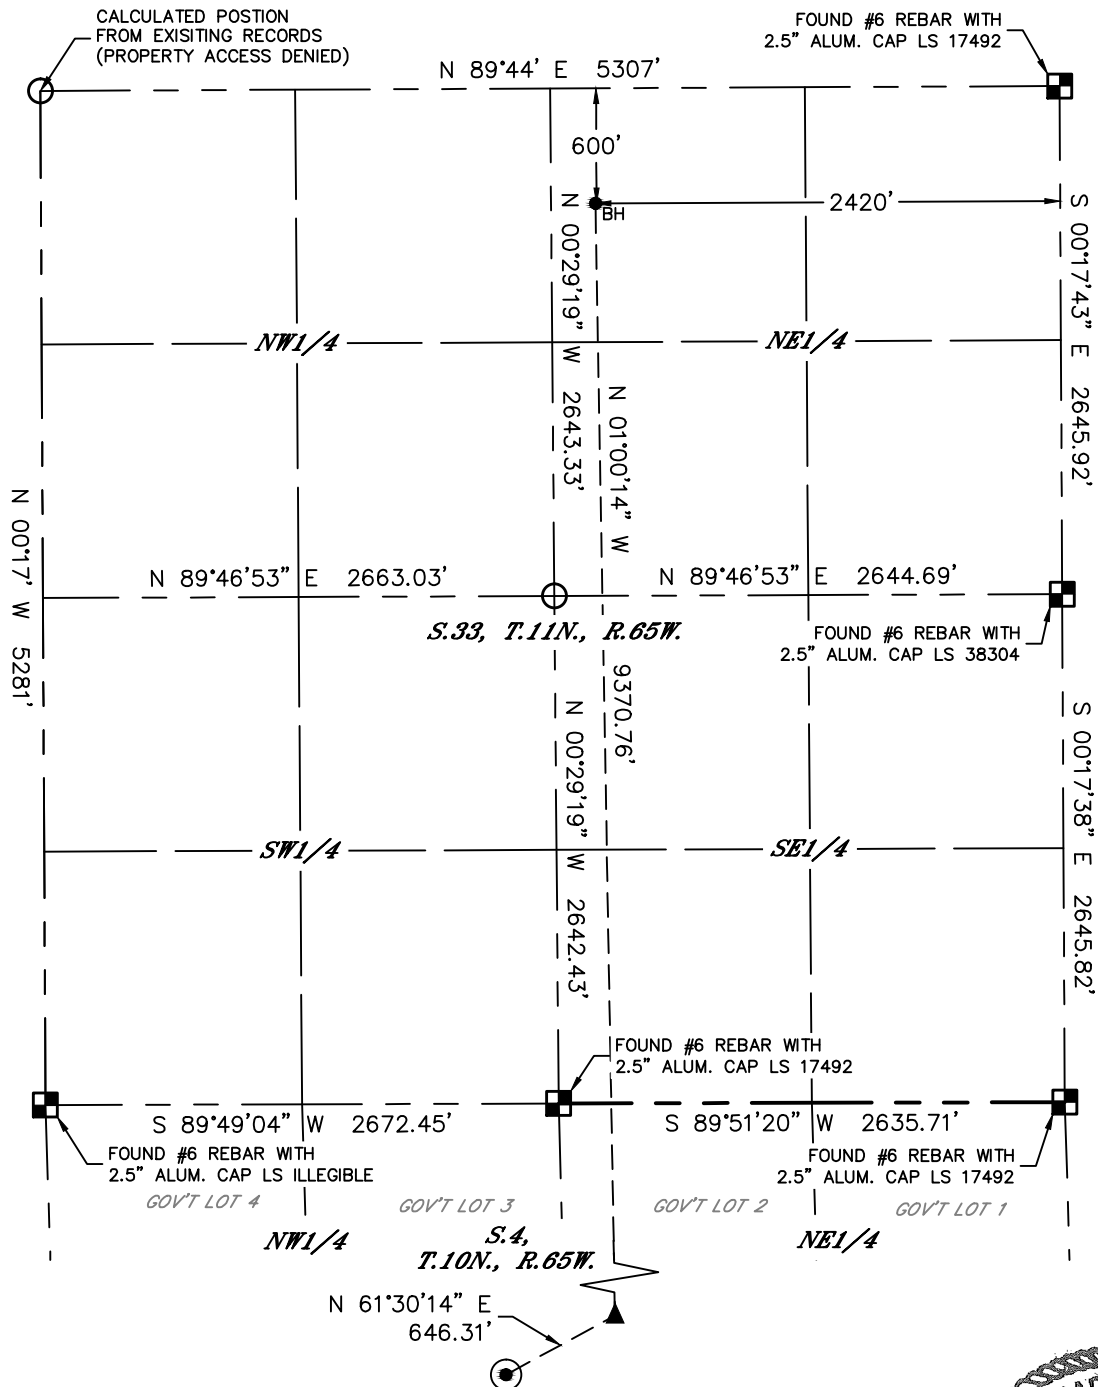 CALCULATED POSTION
FROM EXISITING RECORDS
(PROPERTY ACCESS DENIED)
FOUND #6 REBAR WITH
2.5" ALUM. CAP LS 17492
N 89°44' E 5307'
600'
2420'
BH
N 00°29'19" W 2643.33'
S 00°17'43" E 2645.92'
NW1/4
NE1/4
N 01°00'14" W 9370.76'
N 00°17' W 5281'
N 89°46'53" E 2663.03'
N 89°46'53" E 2644.69'
S.33, T.11N., R.65W.
FOUND #6 REBAR WITH
2.5" ALUM. CAP LS 38304
N 00°29'19" W 2642.43'
S 00°17'38" E 2645.82'
SW1/4
SE1/4
FOUND #6 REBAR WITH
2.5" ALUM. CAP LS 17492
S 89°49'04" W 2672.45'
S 89°51'20" W 2635.71'
FOUND #6 REBAR WITH
2.5" ALUM. CAP LS ILLEGIBLE
FOUND #6 REBAR WITH
2.5" ALUM. CAP LS 17492
GOV'T LOT 4
GOV'T LOT 3
GOV'T LOT 2
GOV'T LOT 1
NW1/4
S.4,
T.10N., R.65W.
NE1/4
N 61°30'14" E
646.31'